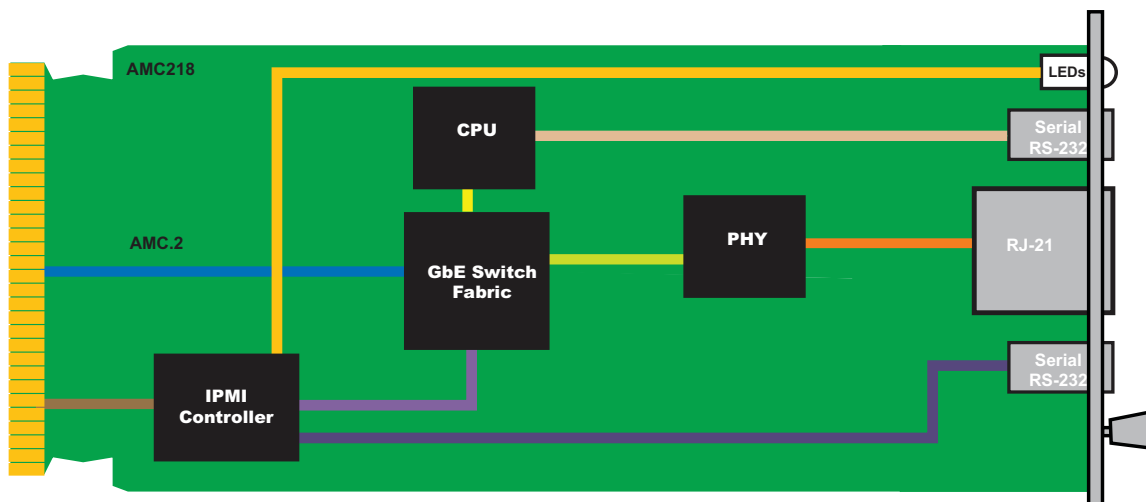 AMC218
LEDs
CPU
Serial
RS-232
AMC.2
PHY
RJ-21
GbE Switch
Fabric
IPMI
Controller
Serial
RS-232